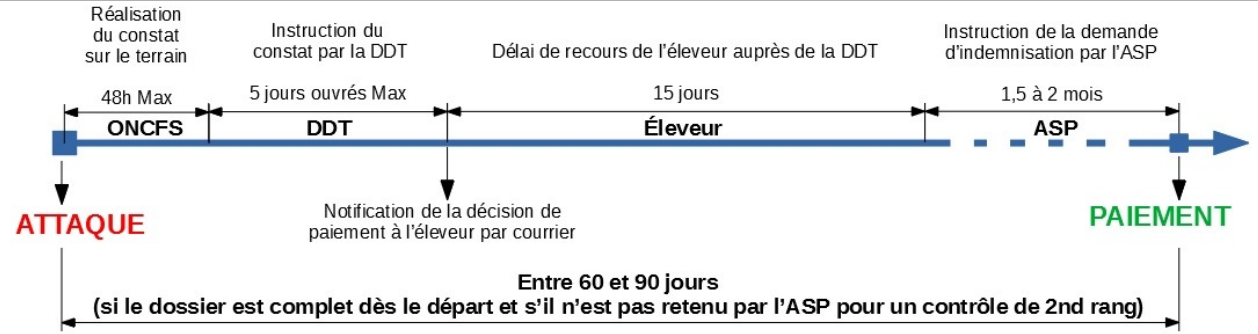 Réalisation
du constat
sur le terrain
Instruction du
constat par la DDT
Délai de recours de l'éleveur auprès de la DDT
Instruction de la demande
d'indemnisation par l'ASP
48h Max
5 jours ouvrés Max
15 jours
1,5 à 2 mois
ONCFS
DDT
Éleveur
ASP
ATTAQUE
Notification de la décision de
paiement à l'éleveur par courrier
PAIEMENT
Entre 60 et 90 jours
(si le dossier est complet dès le départ et s'il n'est pas retenu par l'ASP pour un contrôle de 2nd rang)